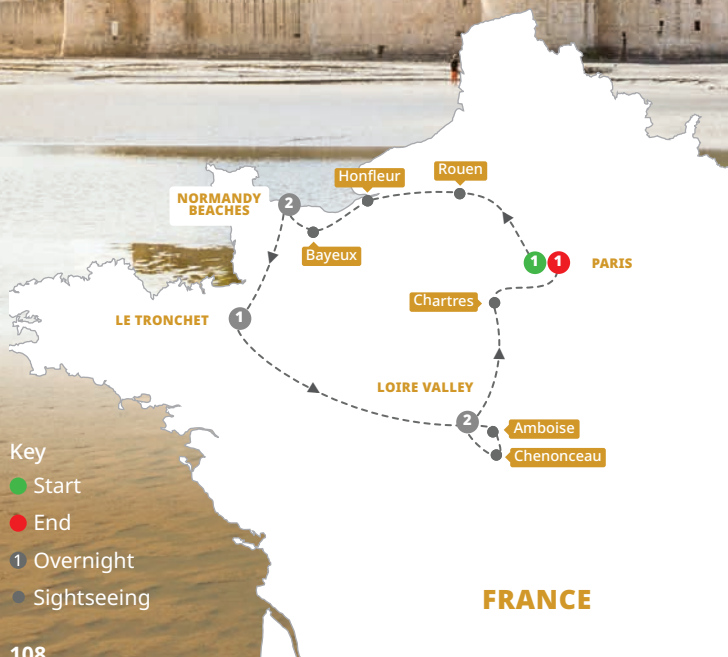 Honfleur
Rouen
NORMANDY
BEACHES
2
Bayeux
1
1
PARIS
Chartres
LE TRONCHET
1
LOIRE VALLEY
2
Amboise
Chenonceau
Key
Start
End
1 Overnight
Sightseeing
FRANCE
108